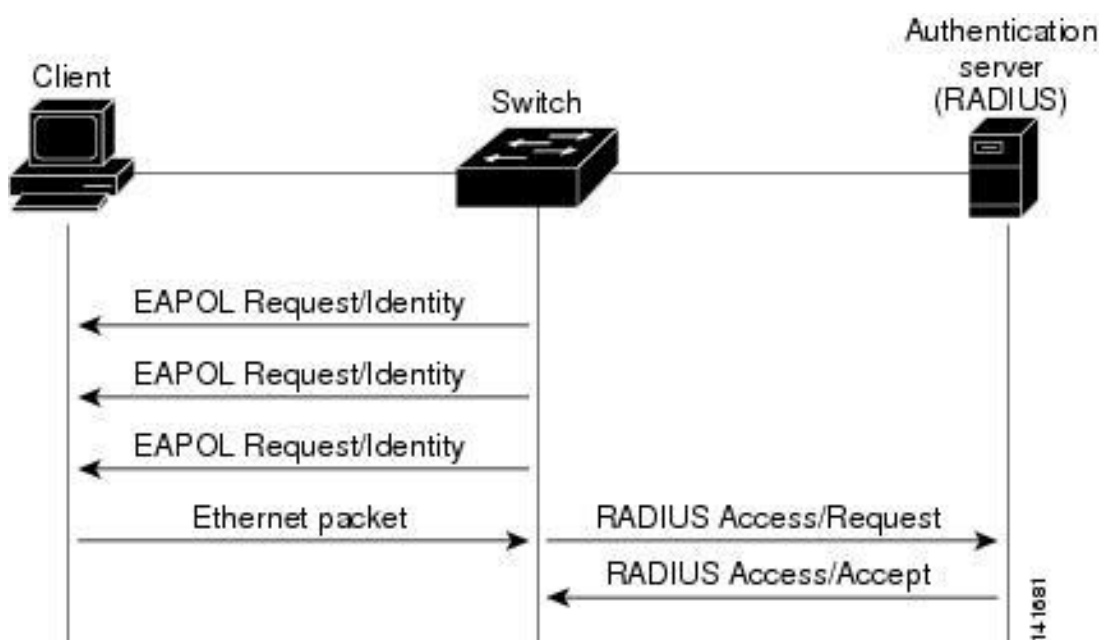 Client
Switch
Authentication
server
(RADIUS)
EAPOL Request/Identity
EAPOL Request/Identity
EAPOL Request/Identity
Ethernet packet
RADIUS Access/Request
RADIUS Access/Accept
141681